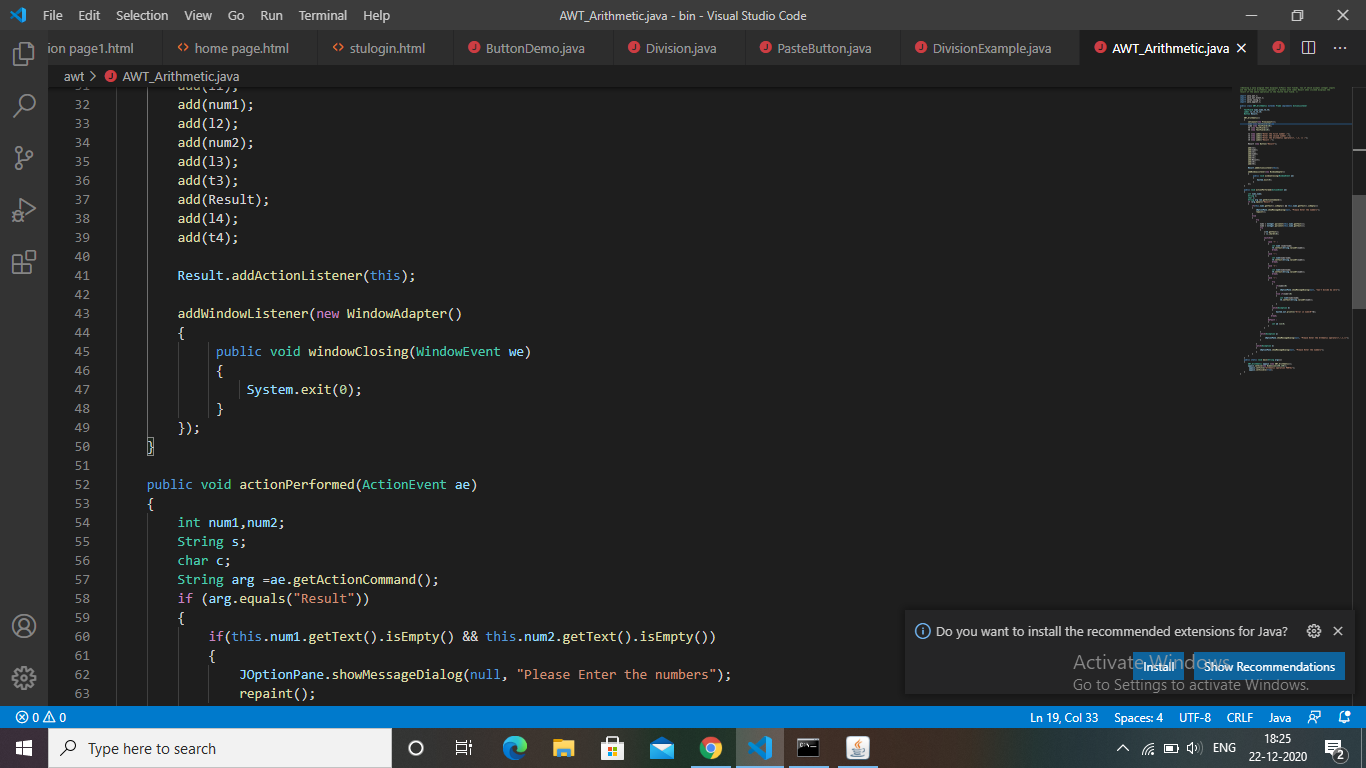 File Edit Selection View Go Run Terminal Help
AWT_Arithmetic.java - bin - Visual Studio Code
ion page1.html <> home page.html <> stulogin.html J ButtonDemo.java J Division.java J PasteButton.java J DivisionExample.java J AWT_Arithmetic.java J
awt > J AWT_Arithmetic.java
31 add(l1);
32 add(num1);
33 add(l2);
34 add(num2);
35 add(l3);
36 add(t3);
37 add(Result);
38 add(l4);
39 add(t4);
40
41 Result.addActionListener(this);
42
43 addWindowListener(new WindowAdapter()
44 {
45 public void windowClosing(WindowEvent we)
46 {
47 System.exit(0);
48 }
49 });
50 }
51
52 public void actionPerformed(ActionEvent ae)
53 {
54 int num1,num2;
55 String s;
56 char c;
57 String arg =ae.getActionCommand();
58 if (arg.equals("Result"))
59 {
60 if(this.num1.getText().isEmpty() && this.num2.getText().isEmpty())
61 {
62 JOptionPane.showMessageDialog(null, "Please Enter the numbers");
63 repaint();
Do you want to install the recommended extensions for Java?
Install Show Recommendations
Activate Windows
Go to Settings to activate Windows.
0 0 Ln 19, Col 33 Spaces: 4 UTF-8 CRLF Java
Type here to search
ENG
18:25
22-12-2020
2